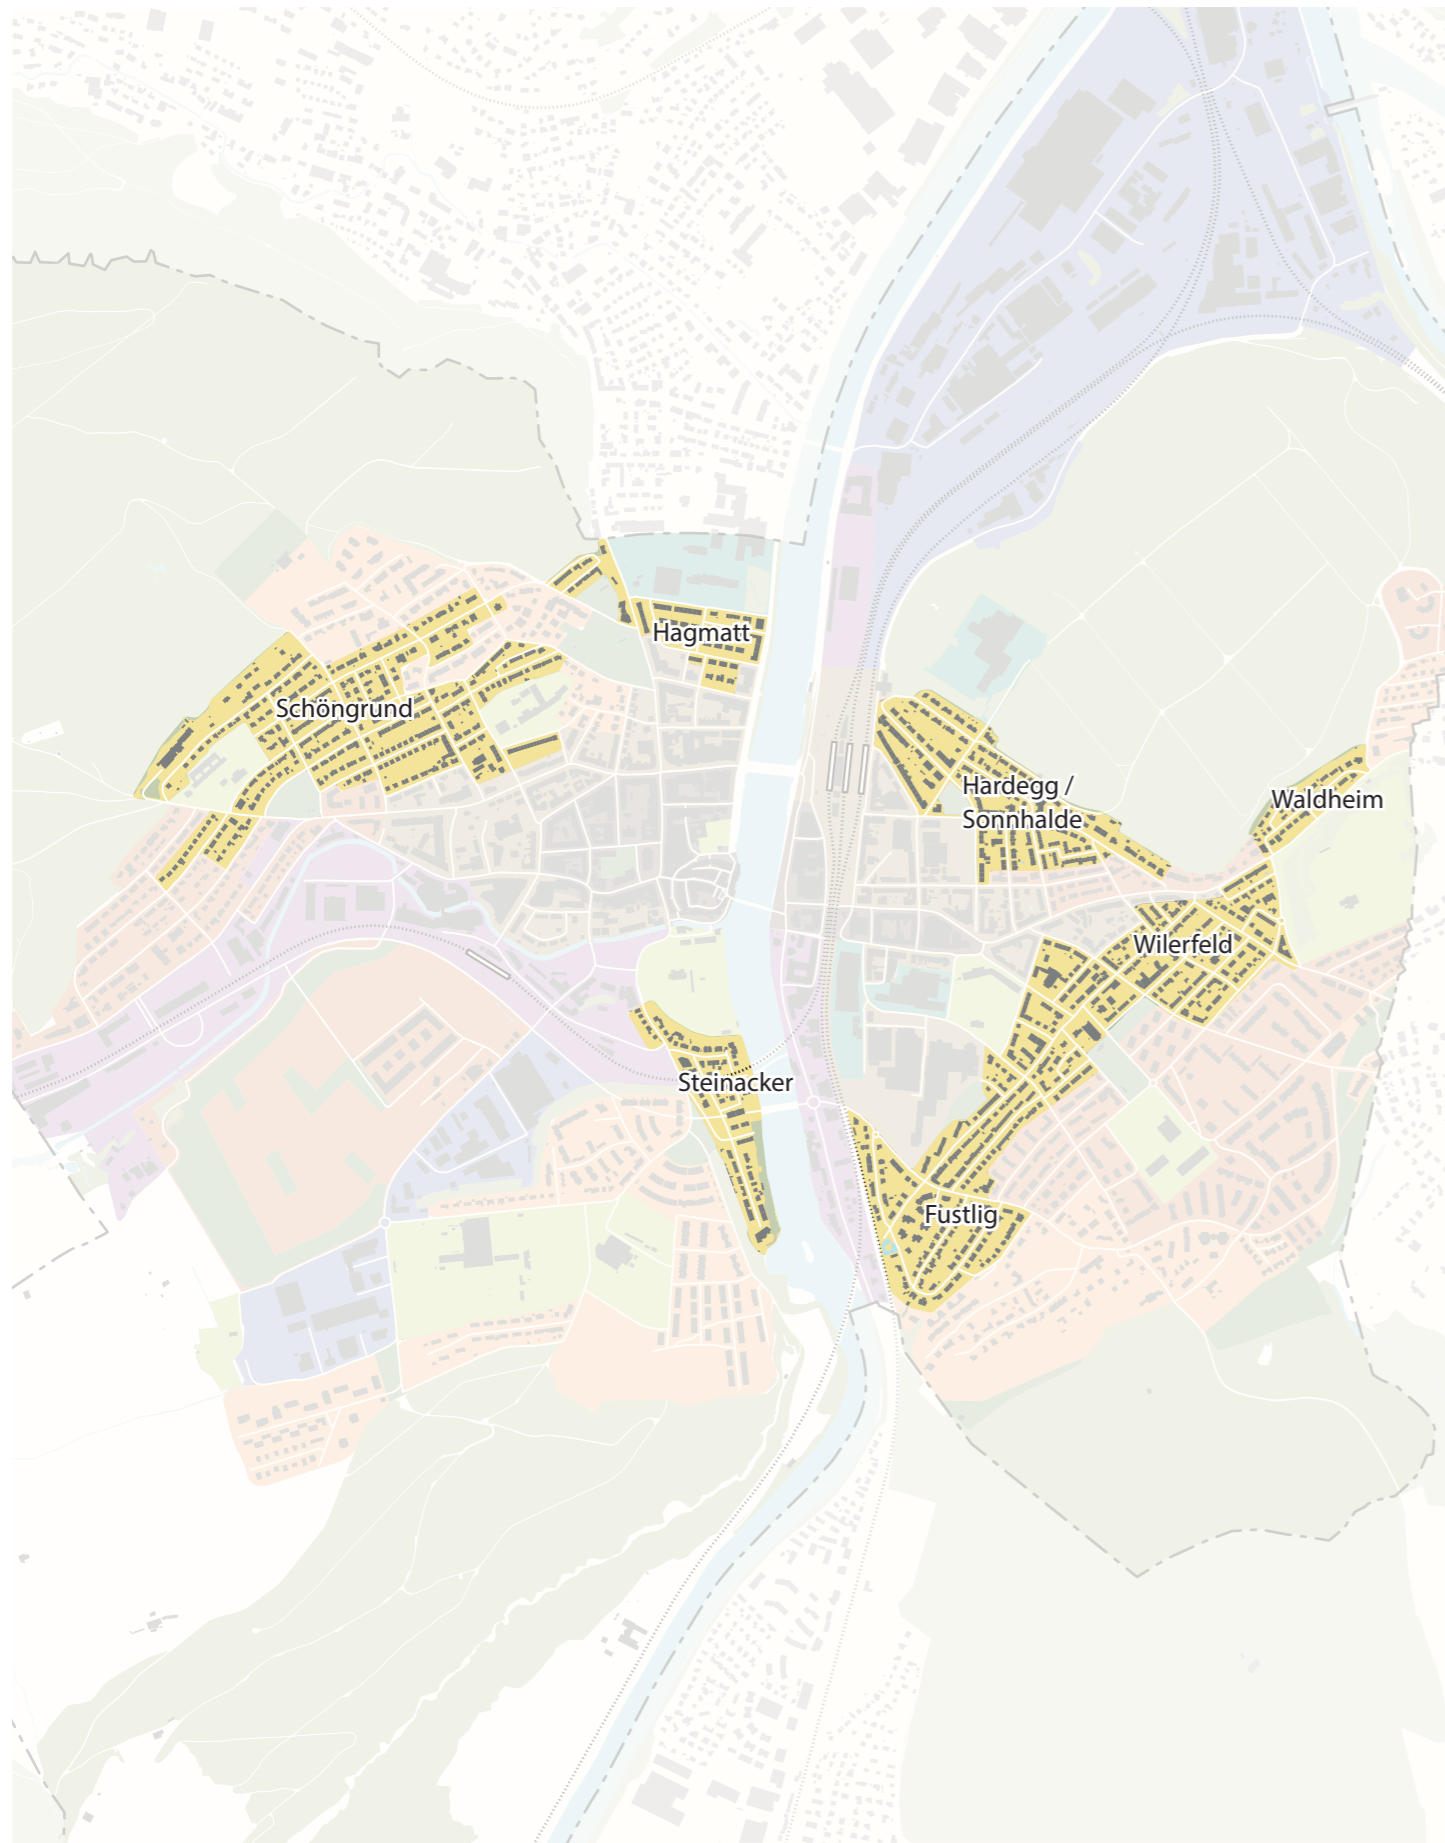 Hagmatt
Schöngrund
Hardegg /
Sonnhalde
Waldheim
Wilerfeld
Steinacker
Fustlig